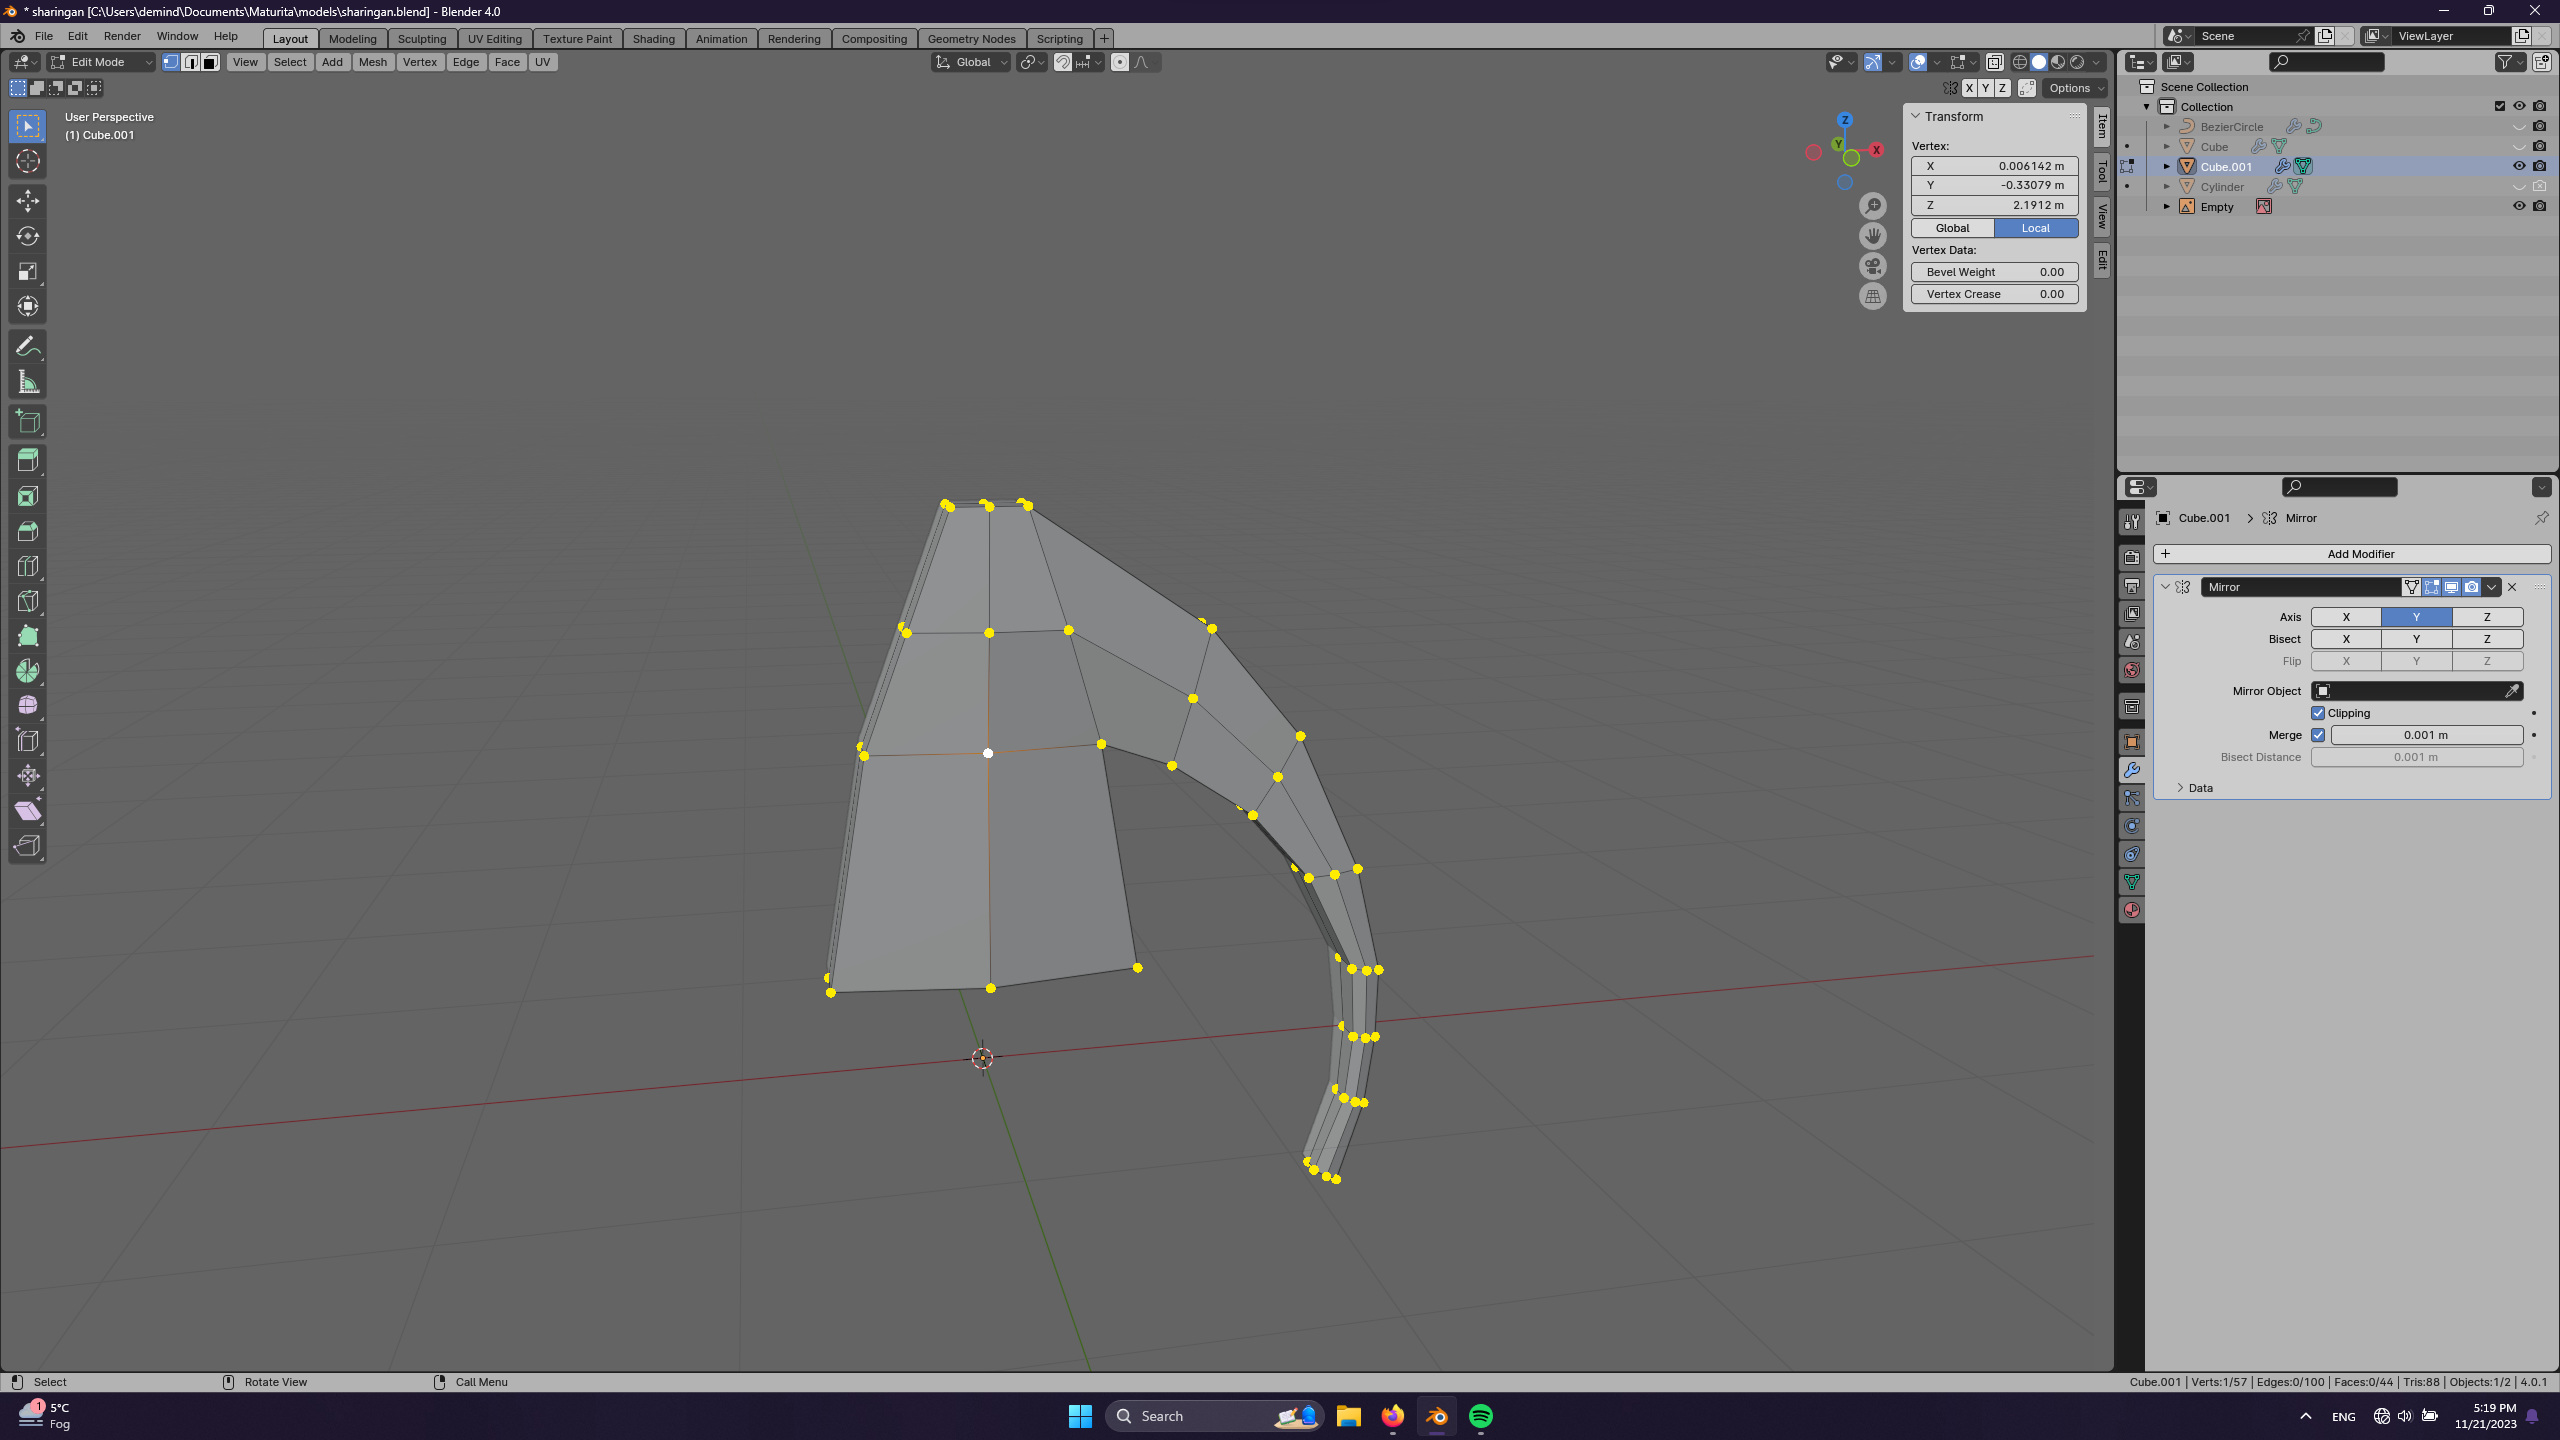 * sharingan [C:\Users\demind\Documents\Maturita\models\sharingan.blend] - Blender 4.0
File Edit Render Window Help
Layout Modeling Sculpting UV Editing Texture Paint Shading Animation Rendering Compositing Geometry Nodes Scripting +
Scene
ViewLayer
Edit Mode View Select Add Mesh Vertex Edge Face UV
Global
X Y Z Options
User Perspective
(1) Cube.001
Z
Y
X
Transform
Vertex:
X 0.006142 m
Y -0.33079 m
Z 2.1912 m
Global Local
Vertex Data:
Bevel Weight 0.00
Vertex Crease 0.00
Item
Tool
View
Edit
Scene Collection
Collection
BezierCircle
Cube
Cube.001
Cylinder
Empty
Cube.001 > Mirror
+ Add Modifier
Mirror
Axis X Y Z
Bisect X Y Z
Flip X Y Z
Mirror Object
Clipping
Merge 0.001 m
Bisect Distance 0.001 m
Data
Select Rotate View Call Menu
Cube.001 | Verts:1/57 | Edges:0/100 | Faces:0/44 | Tris:88 | Objects:1/2 | 4.0.1
1
5°C
Fog
Search
ENG
5:19 PM
11/21/2023